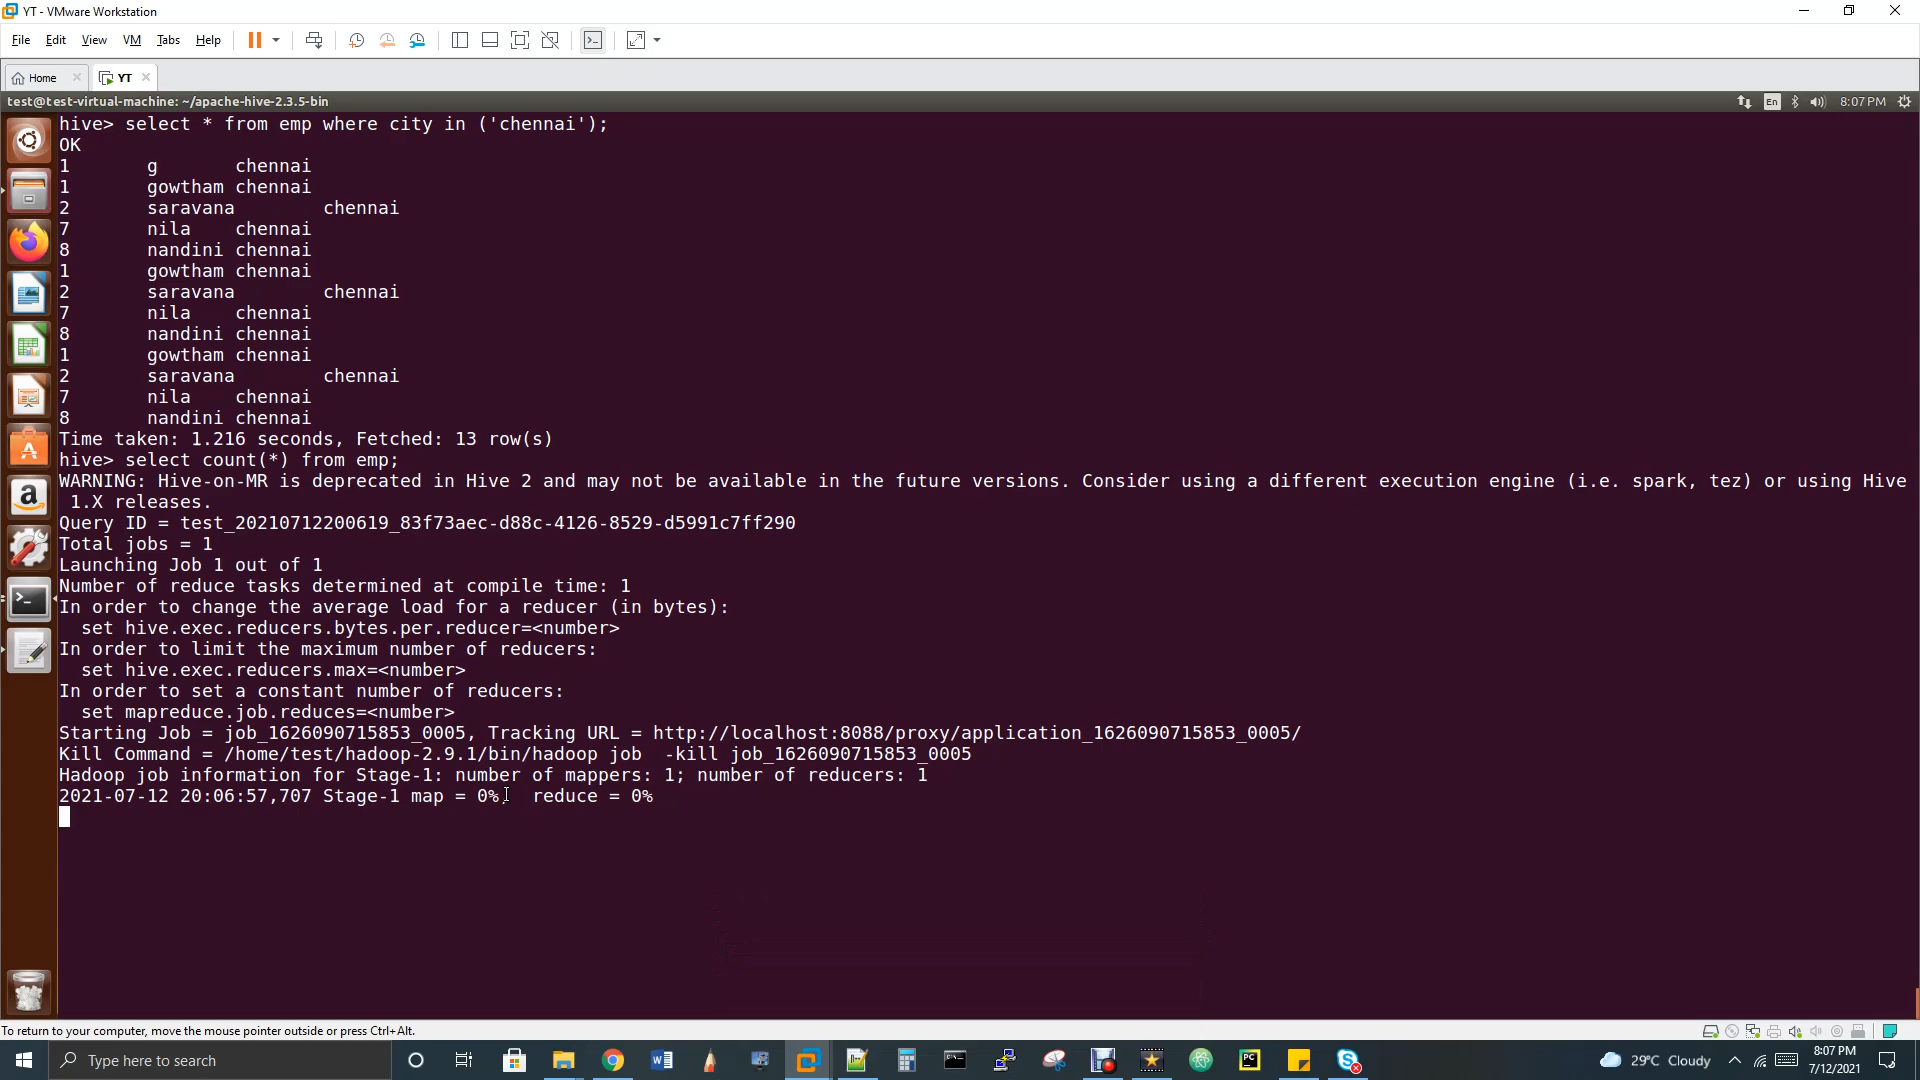 YT - VMware Workstation
File Edit View VM Tabs Help
Home YT
test@test-virtual-machine: ~/apache-hive-2.3.5-bin En 8:07PM
hive> select * from emp where city in ('chennai');
OK
1 g chennai
1 gowtham chennai
2 saravana chennai
7 nila chennai
8 nandini chennai
1 gowtham chennai
2 saravana chennai
7 nila chennai
8 nandini chennai
1 gowtham chennai
2 saravana chennai
7 nila chennai
8 nandini chennai
Time taken: 1.216 seconds, Fetched: 13 row(s)
hive> select count(*) from emp;
WARNING: Hive-on-MR is deprecated in Hive 2 and may not be available in the future versions. Consider using a different execution engine (i.e. spark, tez) or using Hive
1.X releases.
Query ID = test_20210712200619_83f73aec-d88c-4126-8529-d5991c7ff290
Total jobs = 1
Launching Job 1 out of 1
Number of reduce tasks determined at compile time: 1
In order to change the average load for a reducer (in bytes):
set hive.exec.reducers.bytes.per.reducer=<number>
In order to limit the maximum number of reducers:
set hive.exec.reducers.max=<number>
In order to set a constant number of reducers:
set mapreduce.job.reduces=<number>
Starting Job = job_1626090715853_0005, Tracking URL = http://localhost:8088/proxy/application_1626090715853_0005/
Kill Command = /home/test/hadoop-2.9.1/bin/hadoop job -kill job_1626090715853_0005
Hadoop job information for Stage-1: number of mappers: 1; number of reducers: 1
2021-07-12 20:06:57,707 Stage-1 map = 0%, reduce = 0%
To return to your computer, move the mouse pointer outside or press Ctrl+Alt.
Type here to search 29°C Cloudy 8:07 PM
7/12/2021